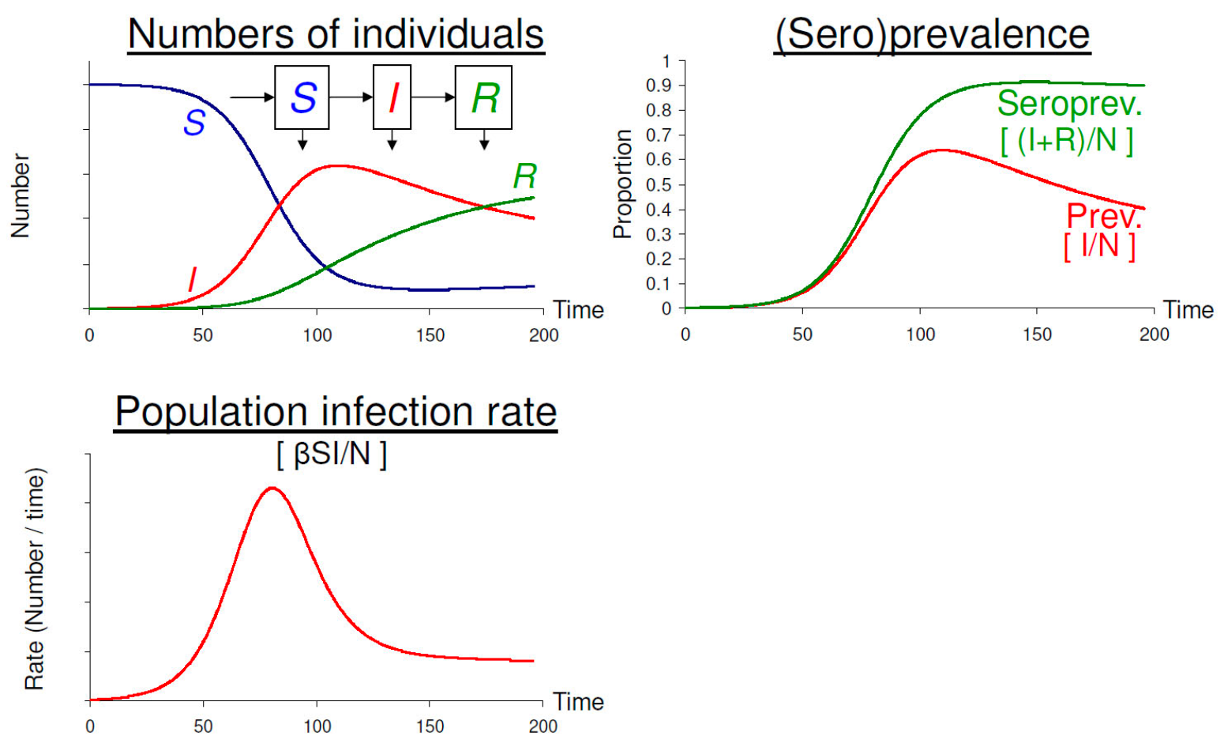 Numbers of individuals
S
I
R
S
I
R
Number
Time
0 50 100 150 200
(Sero)prevalence
1
0.9
0.8
0.7
0.6
0.5
0.4
0.3
0.2
0.1
0
Proportion
Seroprev.
[ (I+R)/N ]
Prev.
[ I/N ]
Time
0 50 100 150 200
Population infection rate
[ βSI/N ]
Rate (Number / time)
Time
0 50 100 150 200